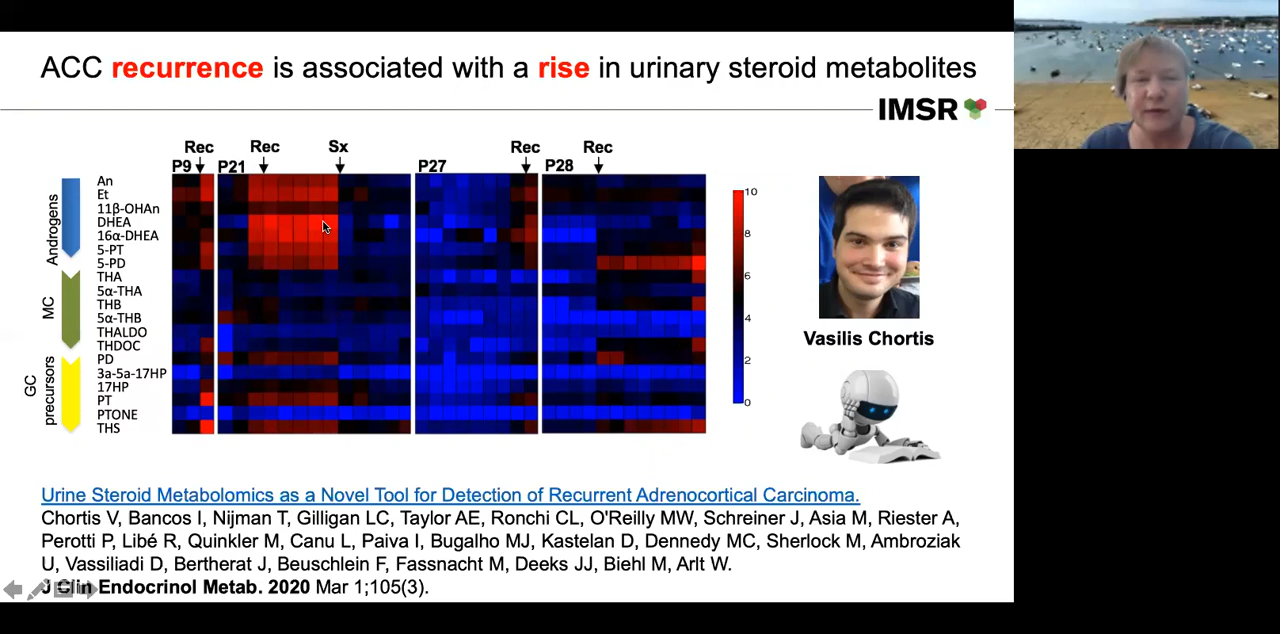 ACC recurrence is associated with a rise in urinary steroid metabolites
IMSR
Rec Rec Sx Rec Rec
P9 P21 P27 P28
Androgens
MC
GC precursors
An
Et
11β-OHAn
DHEA
16α-DHEA
5-PT
5-PD
THA
5α-THA
THB
5α-THB
THALDO
THDOC
PD
3a-5a-17HP
17HP
PT
PTONE
THS
10
8
6
4
2
0
Vasilis Chortis
Urine Steroid Metabolomics as a Novel Tool for Detection of Recurrent Adrenocortical Carcinoma.
Chortis V, Bancos I, Nijman T, Gilligan LC, Taylor AE, Ronchi CL, O'Reilly MW, Schreiner J, Asia M, Riester A,
Perotti P, Libé R, Quinkler M, Canu L, Paiva I, Bugalho MJ, Kastelan D, Dennedy MC, Sherlock M, Ambroziak
U, Vassiliadi D, Bertherat J, Beuschlein F, Fassnacht M, Deeks JJ, Biehl M, Arlt W.
J Clin Endocrinol Metab. 2020 Mar 1;105(3).